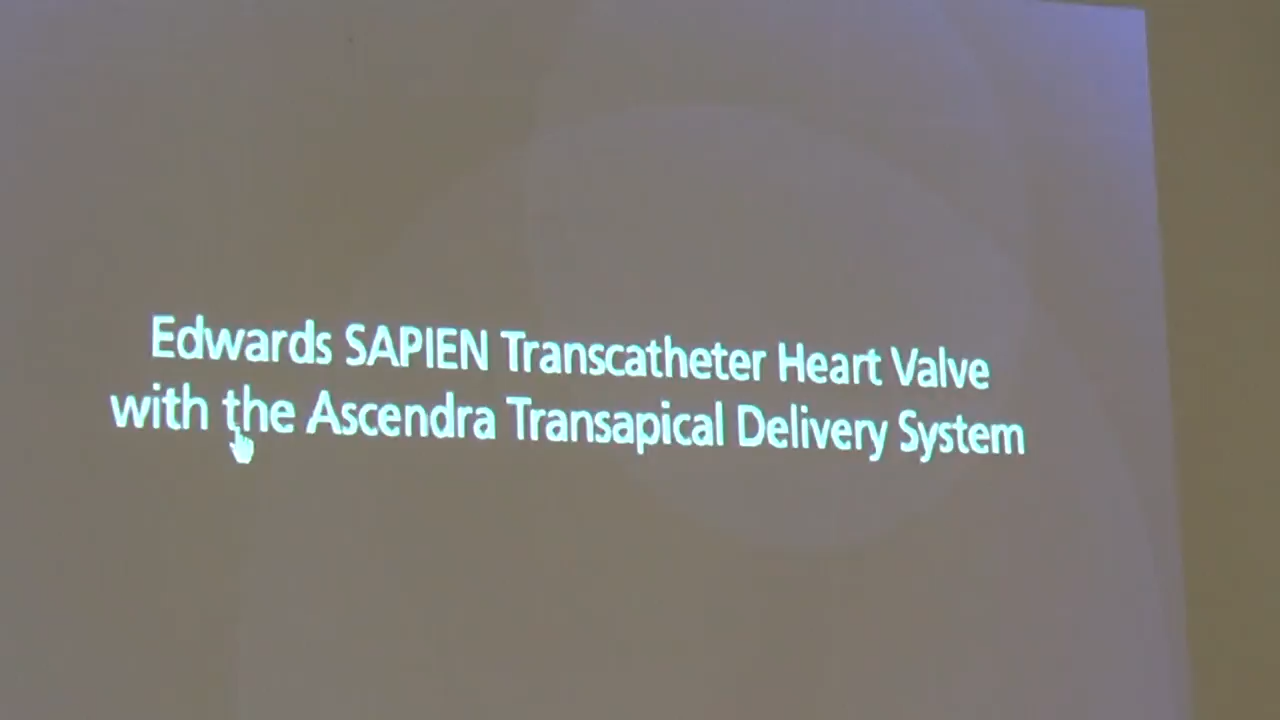 Edwards SAPIEN Transcatheter Heart Valve
with the Ascendra Transapical Delivery System